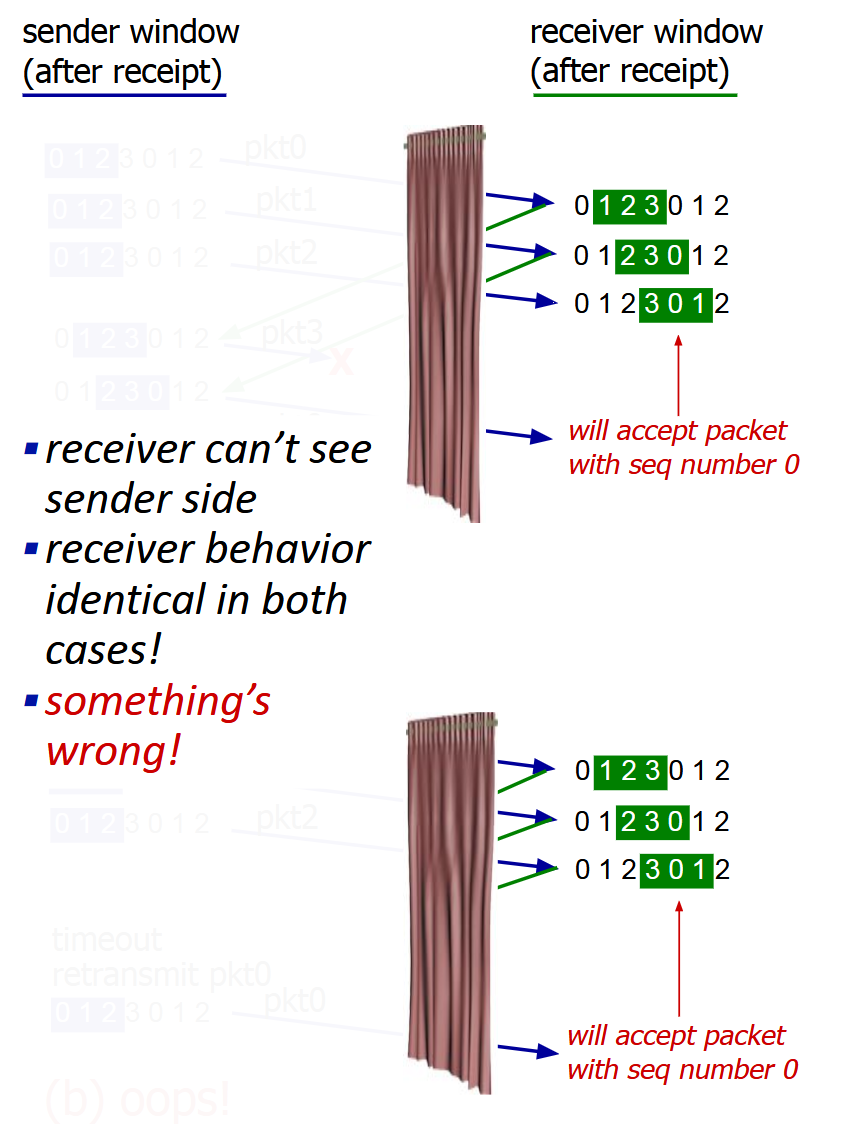 sender window
(after receipt)
receiver window
(after receipt)
0 1 2 3 0 1 2 pkt0
0 1 2 3 0 1 2 pkt1
0 1 2 3 0 1 2 pkt2
0 1 2 3 0 1 2 pkt3
X
0 1 2 3 0 1 2
0 1 2 3 0 1 2
0 1 2 3 0 1 2
0 1 2 3 0 1 2
will accept packet
with seq number 0
▪ receiver can’t see
sender side
▪ receiver behavior
identical in both
cases!
▪ something’s
wrong!
0 1 2 3 0 1 2
0 1 2 3 0 1 2
0 1 2 3 0 1 2
0 1 2 3 0 1 2 pkt2
timeout
retransmit pkt0
0 1 2 3 0 1 2 pkt0
will accept packet
with seq number 0
(b) oops!